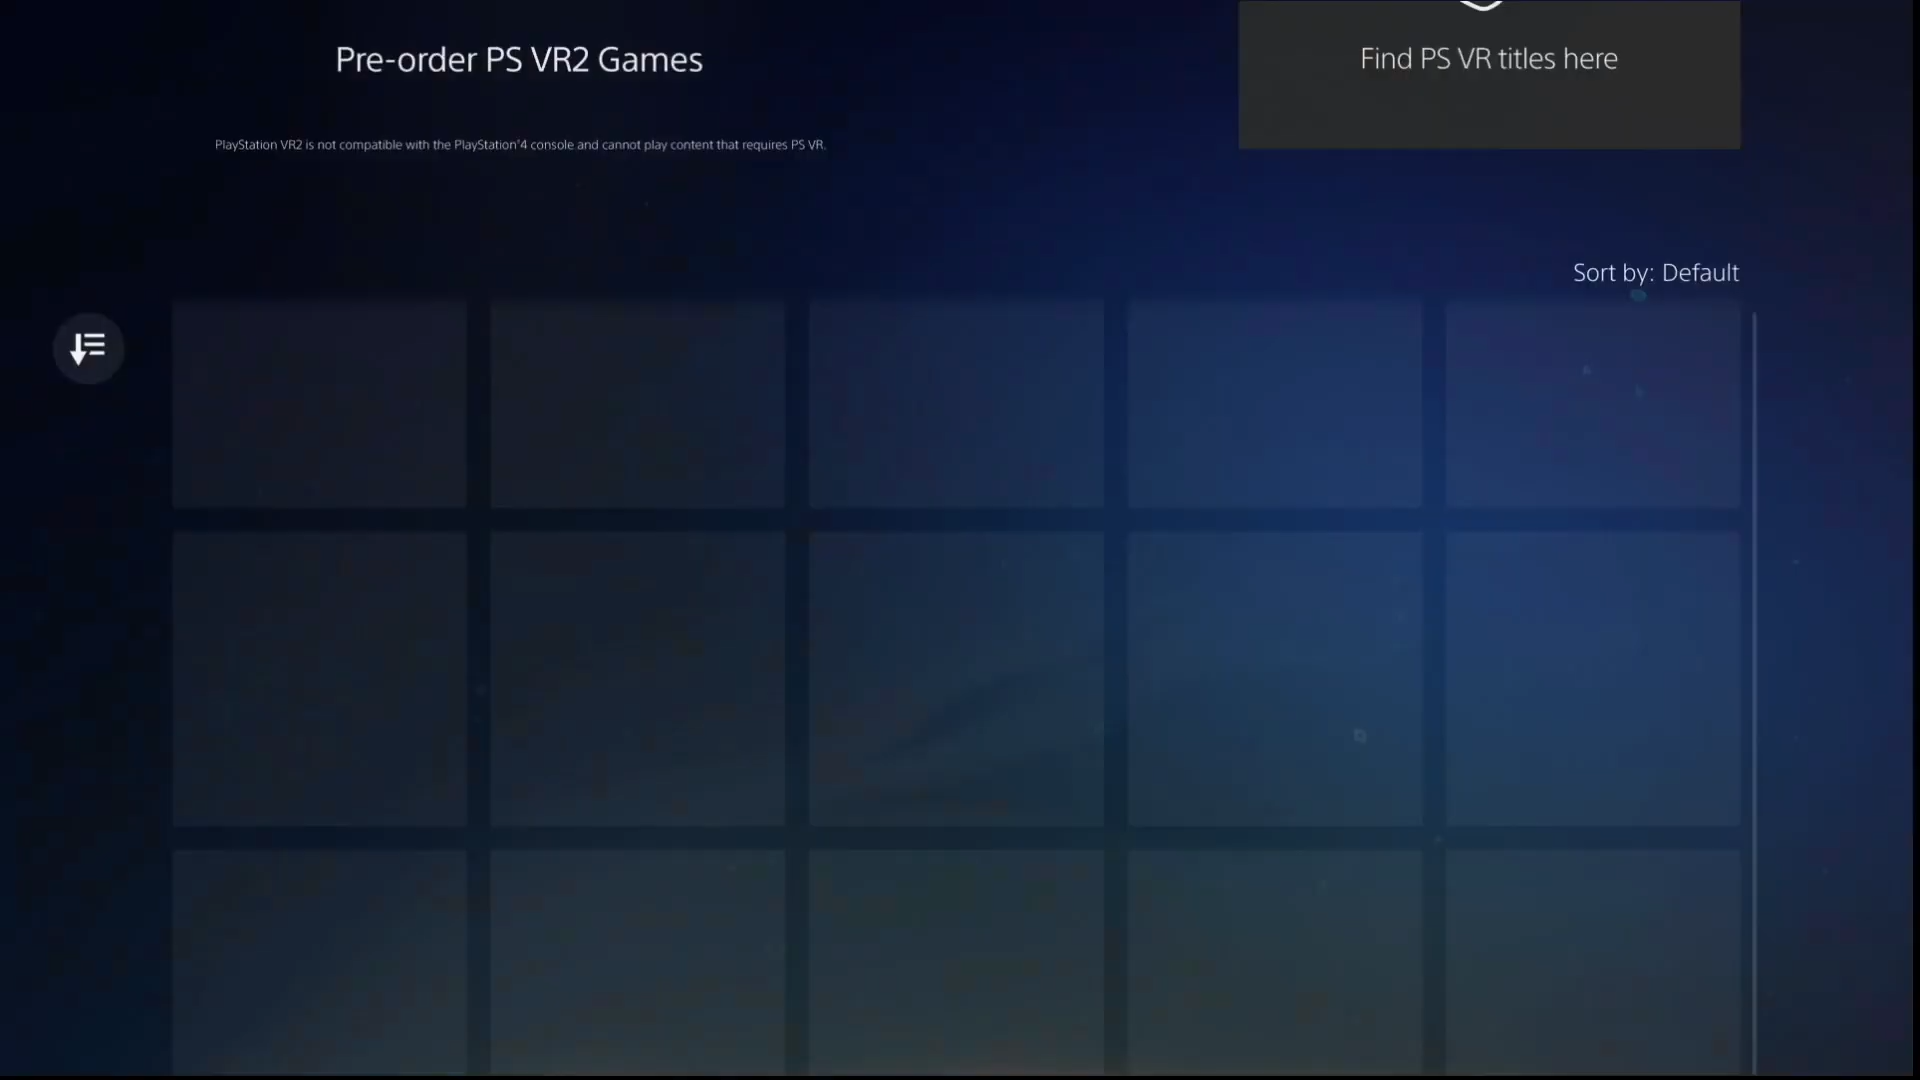 Pre-order PS VR2 Games
Find PS VR titles here
PlayStation VR2 is not compatible with the PlayStation®4 console and cannot play content that requires PS VR.
Sort by: Default